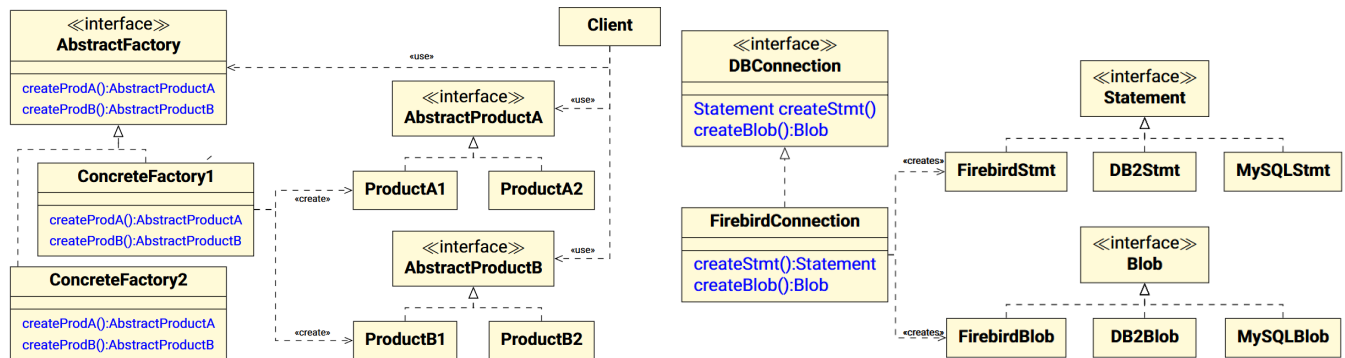 ≪interface≫
AbstractFactory
createProdA():AbstractProductA
createProdB():AbstractProductB
Client
«use»
≪interface≫
AbstractProductA
«use»
ConcreteFactory1
createProdA():AbstractProductA
createProdB():AbstractProductB
«create»
ProductA1
ProductA2
≪interface≫
AbstractProductB
«use»
ConcreteFactory2
createProdA():AbstractProductA
createProdB():AbstractProductB
«create»
ProductB1
ProductB2
≪interface≫
DBConnection
Statement createStmt()
createBlob():Blob
≪interface≫
Statement
«creates»
FirebirdStmt
DB2Stmt
MySQLStmt
FirebirdConnection
createStmt():Statement
createBlob():Blob
≪interface≫
Blob
«creates»
FirebirdBlob
DB2Blob
MySQLBlob